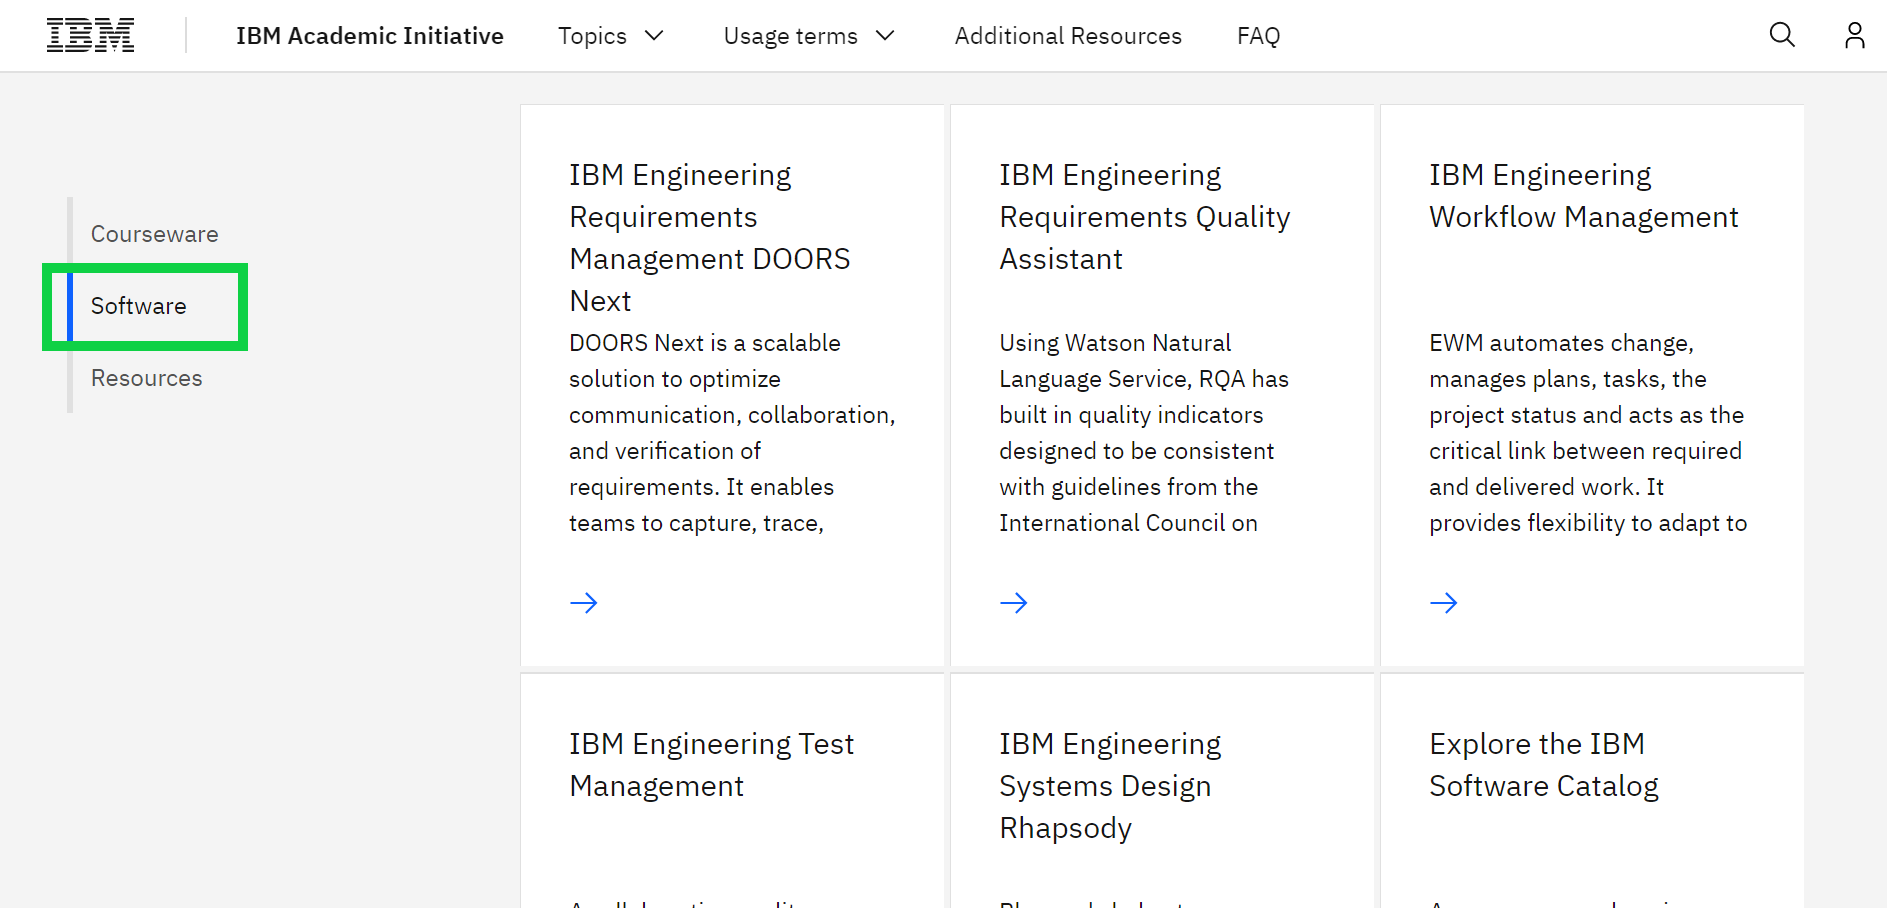 IBM
IBM Academic Initiative
Topics
Usage terms
Additional Resources
FAQ
Courseware
Software
Resources
IBM Engineering
Requirements
Management DOORS
Next
DOORS Next is a scalable
solution to optimize
communication, collaboration,
and verification of
requirements. It enables
teams to capture, trace,
IBM Engineering
Requirements Quality
Assistant
Using Watson Natural
Language Service, RQA has
built in quality indicators
designed to be consistent
with guidelines from the
International Council on
IBM Engineering
Workflow Management
EWM automates change,
manages plans, tasks, the
project status and acts as the
critical link between required
and delivered work. It
provides flexibility to adapt to
IBM Engineering Test
Management
IBM Engineering
Systems Design
Rhapsody
Explore the IBM
Software Catalog